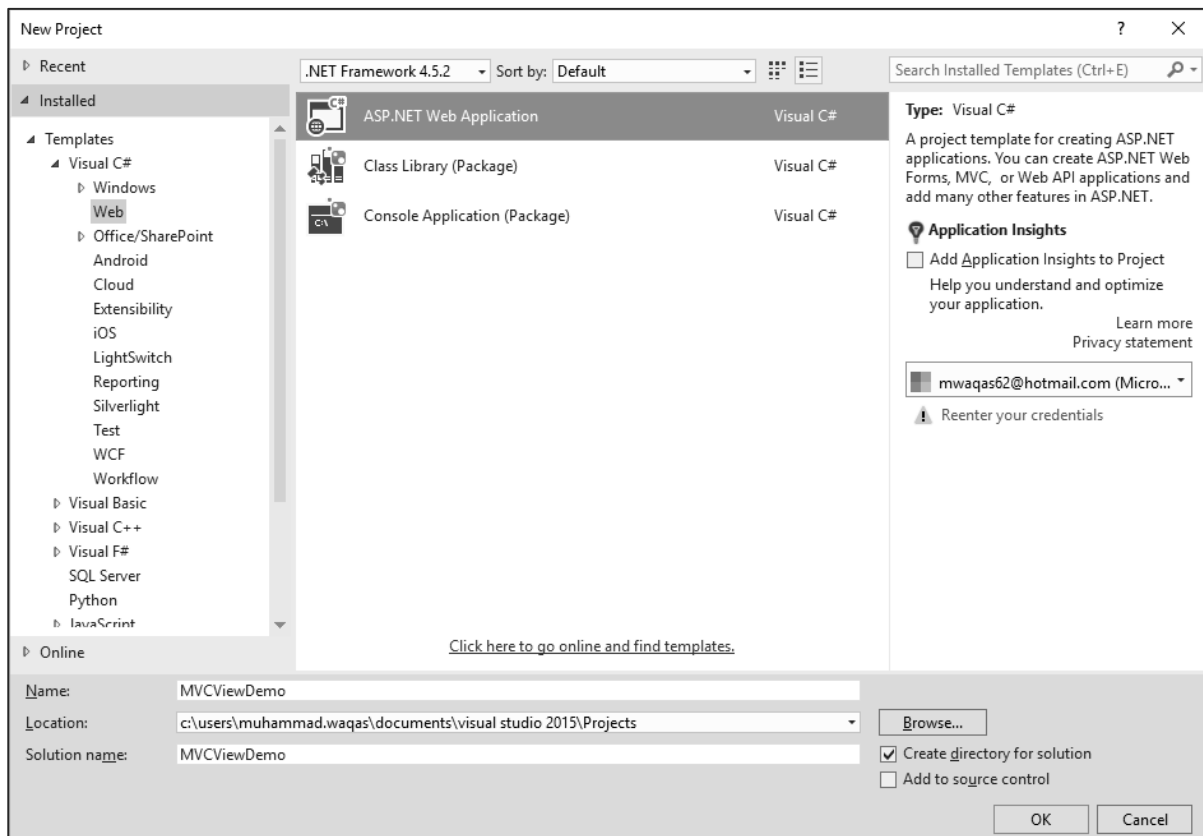 New Project
?
Recent
Installed
Templates
Visual C#
Windows
Web
Office/SharePoint
Android
Cloud
Extensibility
iOS
LightSwitch
Reporting
Silverlight
Test
WCF
Workflow
Visual Basic
Visual C++
Visual F#
SQL Server
Python
JavaScript
Online
.NET Framework 4.5.2
Sort by:
Default
ASP.NET Web Application
Visual C#
Class Library (Package)
Visual C#
Console Application (Package)
Visual C#
Click here to go online and find templates.
Search Installed Templates (Ctrl+E)
Type: Visual C#
A project template for creating ASP.NET
applications. You can create ASP.NET Web
Forms, MVC, or Web API applications and
add many other features in ASP.NET.
Application Insights
Add Application Insights to Project
Help you understand and optimize
your application.
Learn more
Privacy statement
mwaqas62@hotmail.com (Micro...
Reenter your credentials
Name:
MVCViewDemo
Location:
c:\users\muhammad.waqas\documents\visual studio 2015\Projects
Browse...
Solution name:
MVCViewDemo
Create directory for solution
Add to source control
OK
Cancel